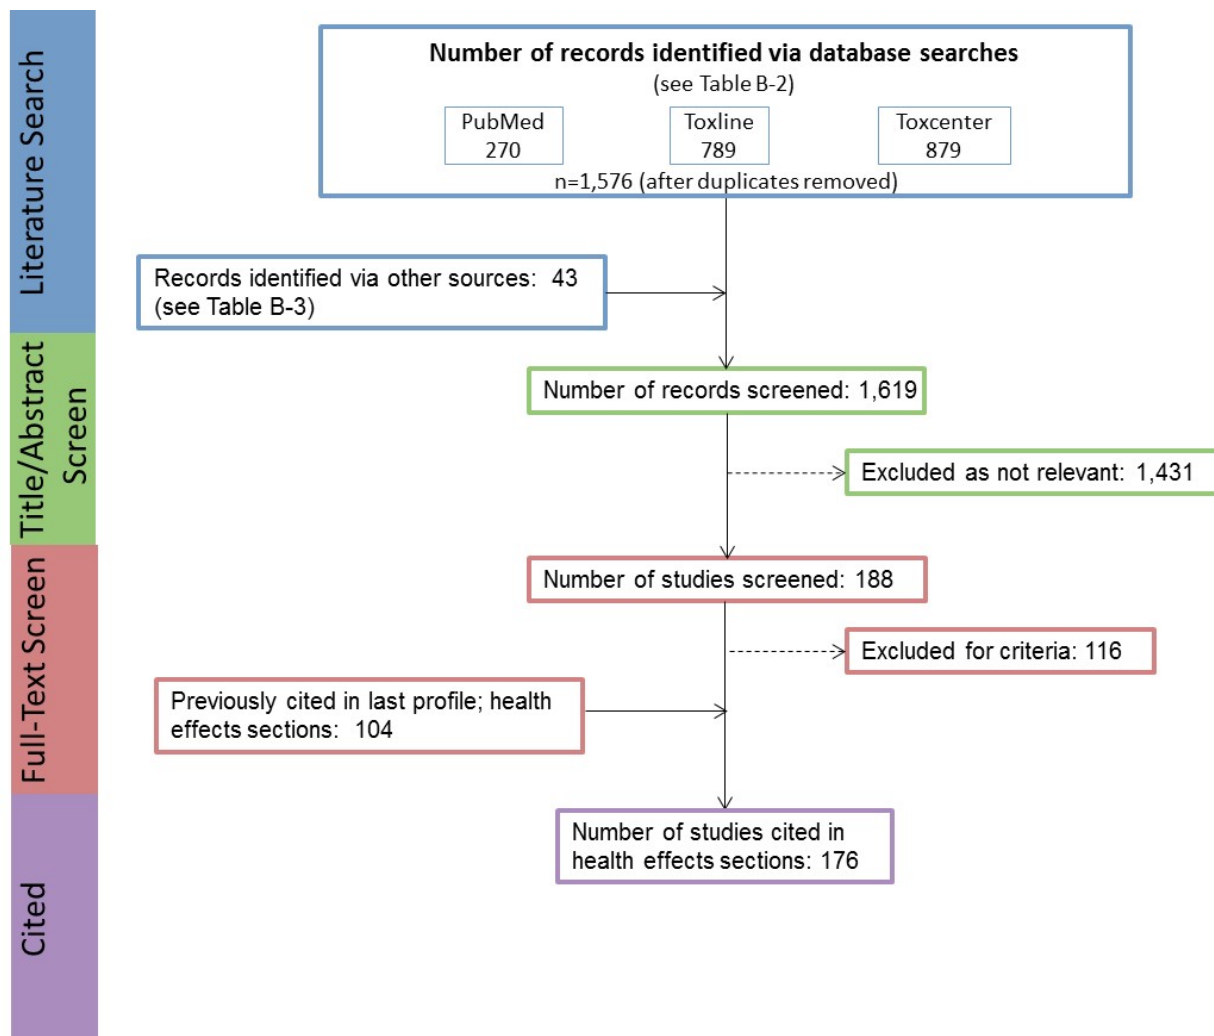 Literature Search
Number of records identified via database searches
(see Table B-2)
PubMed
270
Toxline
789
Toxcenter
879
n=1,576 (after duplicates removed)
Records identified via other sources: 43
(see Table B-3)
Title/Abstract
Screen
Number of records screened: 1,619
Excluded as not relevant: 1,431
Full-Text Screen
Number of studies screened: 188
Excluded for criteria: 116
Previously cited in last profile; health
effects sections: 104
Cited
Number of studies cited in
health effects sections: 176